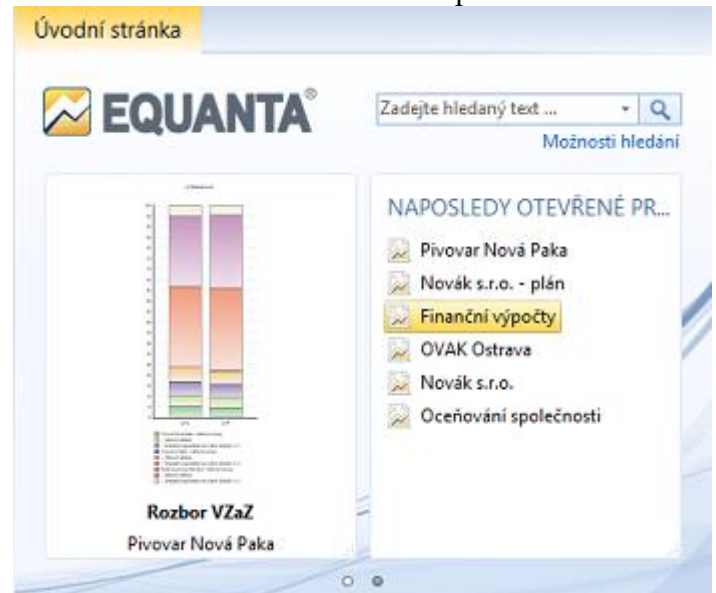 Úvodní stránka
EQUANTA®
Zadejte hledaný text ...
Možnosti hledání
NAPOSLEDY OTEVŘENÉ PR...
Pivovar Nová Paka
Novák s.r.o. - plán
Finanční výpočty
OVAK Ostrava
Novák s.r.o.
Oceňování společnosti
Rozbor VZaZ
Pivovar Nová Paka